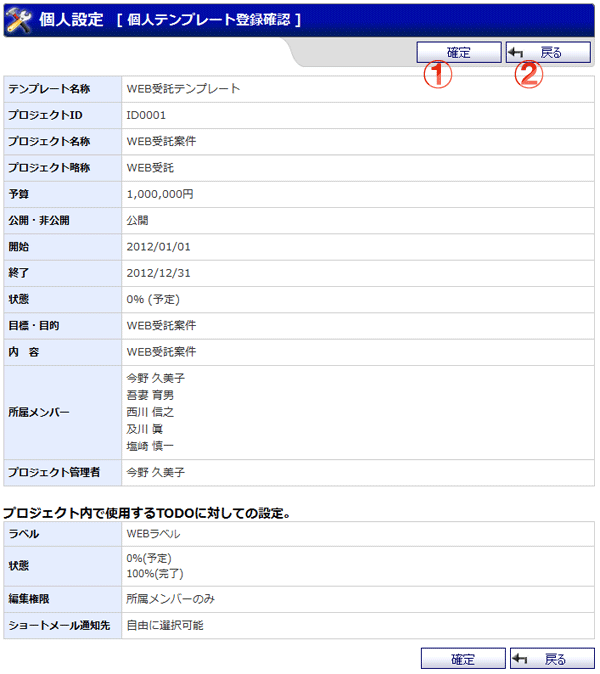 個人設定 [ 個人テンプレート登録確認 ]
確定 戻る
① ②
テンプレート名称 WEB受託テンプレート
プロジェクトID ID0001
プロジェクト名称 WEB受託案件
プロジェクト略称 WEB受託
予算 1,000,000円
公開・非公開 公開
開始 2012/01/01
終了 2012/12/31
状態 0% (予定)
目標・目的 WEB受託案件
内　容 WEB受託案件
今野 久美子
吾妻 育男
所属メンバー 西川 信之
及川 眞
塩崎 慎一
プロジェクト管理者 今野 久美子
プロジェクト内で使用するTODOに対しての設定。
ラベル WEBラベル
状態 0%(予定)
100%(完了)
編集権限 所属メンバーのみ
ショートメール通知先 自由に選択可能
確定 戻る